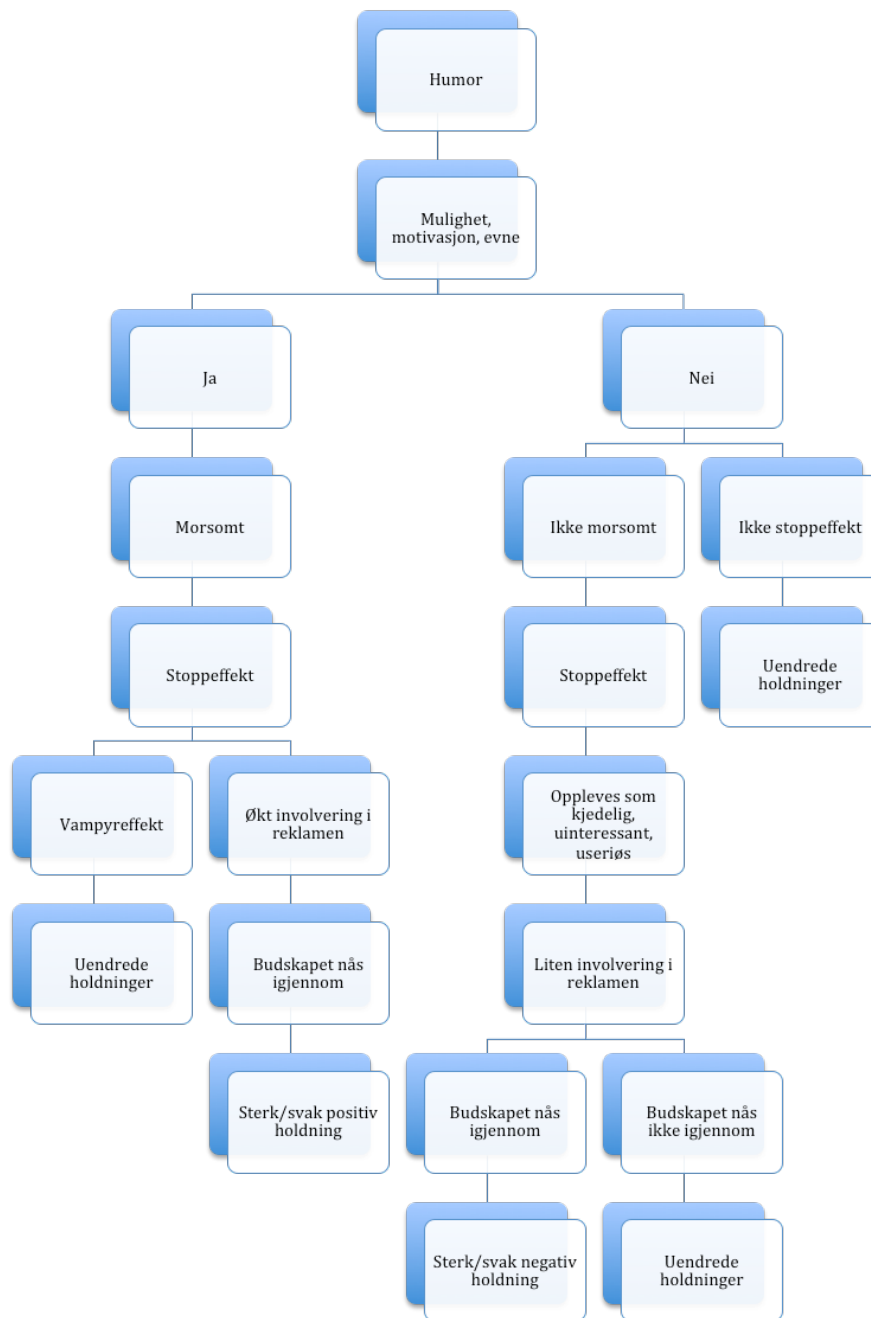 Humor
Mulighet,
motivasjon, evne
Ja
Nei
Morsomt
Ikke morsomt
Ikke stoppeffekt
Stoppeffekt
Stoppeffekt
Uendrede
holdninger
Vampyreffekt
Økt involvering i
reklamen
Oppleves som
kjedelig,
uinteressant,
useriøs
Uendrede
holdninger
Budskapet nås
igjennom
Liten involvering i
reklamen
Sterk/svak positiv
holdning
Budskapet nås
igjennom
Budskapet nås
ikke igjennom
Sterk/svak negativ
holdning
Uendrede
holdninger